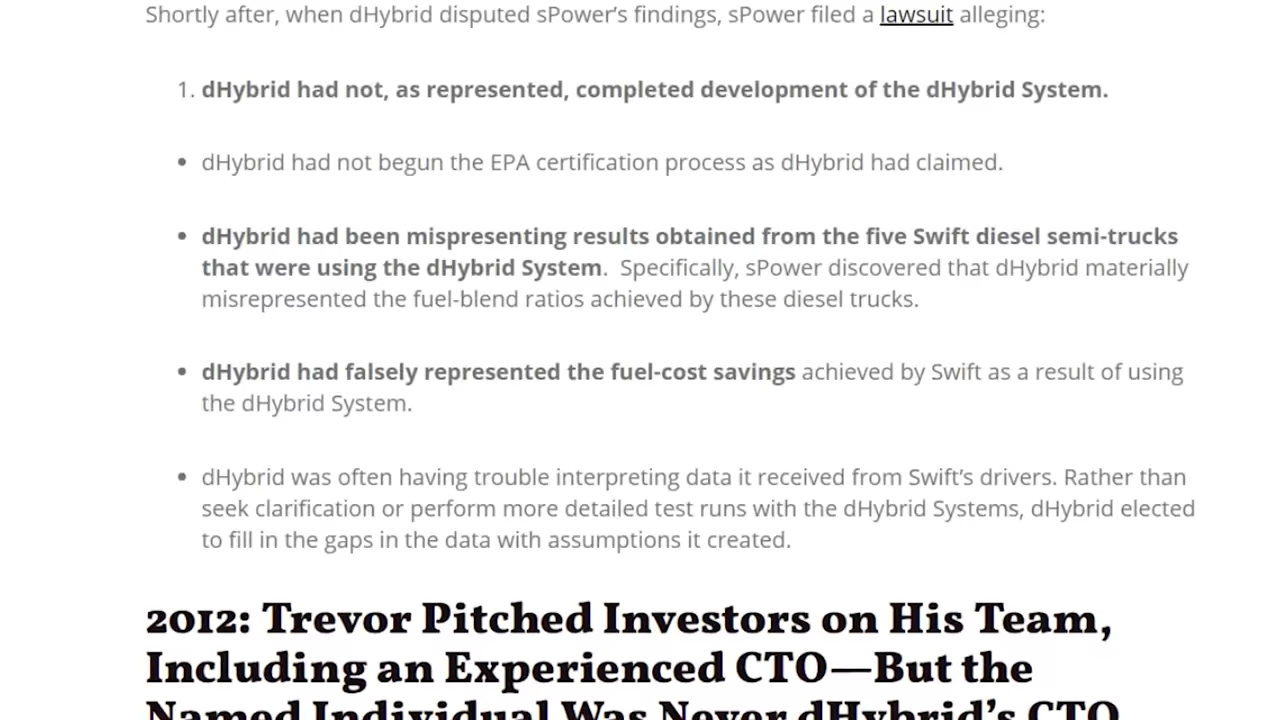 Shortly after, when dHybrid disputed sPower’s findings, sPower filed a lawsuit alleging:
1. dHybrid had not, as represented, completed development of the dHybrid System.
• dHybrid had not begun the EPA certification process as dHybrid had claimed.
• dHybrid had been mispresenting results obtained from the five Swift diesel semi-trucks
that were using the dHybrid System.  Specifically, sPower discovered that dHybrid materially
misrepresented the fuel-blend ratios achieved by these diesel trucks.
• dHybrid had falsely represented the fuel-cost savings achieved by Swift as a result of using
the dHybrid System.
• dHybrid was often having trouble interpreting data it received from Swift’s drivers. Rather than
seek clarification or perform more detailed test runs with the dHybrid Systems, dHybrid elected
to fill in the gaps in the data with assumptions it created.
2012: Trevor Pitched Investors on His Team,
Including an Experienced CTO—But the
Named Individual Was Never dHybrid’s CTO